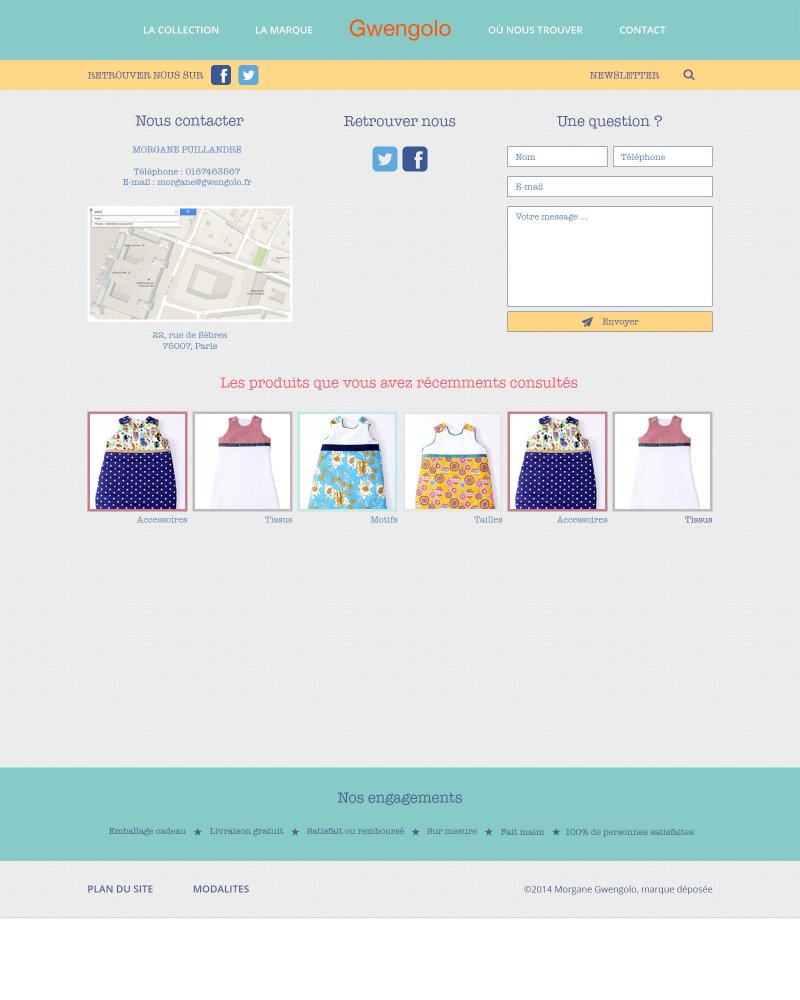 LA COLLECTION
LA MARQUE
Gwengolo
OÙ NOUS TROUVER
CONTACT
RETROUVER NOUS SUR
NEWSLETTER
Nous contacter
MORGANE PUILLANDRE
Téléphone : 0187463567
E-mail : morgane@gwengolo.fr
22, rue de Sèbres
75007, Paris
Retrouver nous
Une question ?
Nom
Téléphone
E-mail
Votre message ...
Envoyer
Les produits que vous avez récemments consultés
Accessoires
Tissus
Motifs
Tailles
Accessoires
Tissus
Nos engagements
Emballage cadeau ★ Livraison gratuit ★ Satisfait ou remboursé ★ Sur mesure ★ Fait maim ★ 100% de personnes satisfaites
PLAN DU SITE
MODALITES
©2014 Morgane Gwengolo, marque déposée